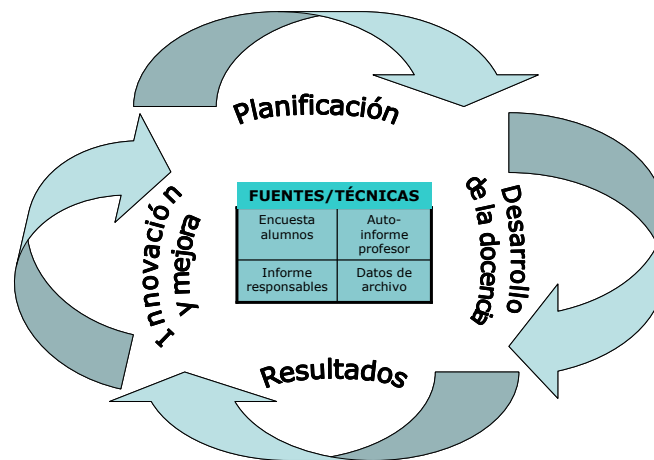 Planificación
Desarrollo
de la docencia
FUENTES/TÉCNICAS
Encuesta
alumnos
Auto-
informe
profesor
Informe
responsables
Datos de
archivo
Innovación
y mejora
Resultados